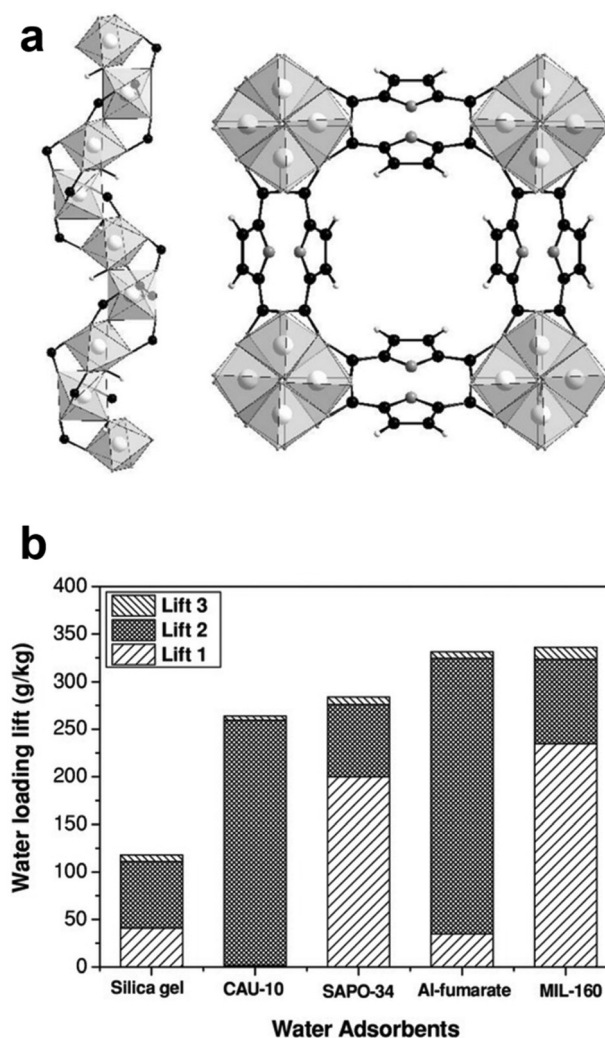 a
b
400
350
300
250
200
150
100
50
0
Water loading lift (g/kg)
Lift 3
Lift 2
Lift 1
Silica gel CAU-10 SAPO-34 Al-fumarate MIL-160
Water Adsorbents